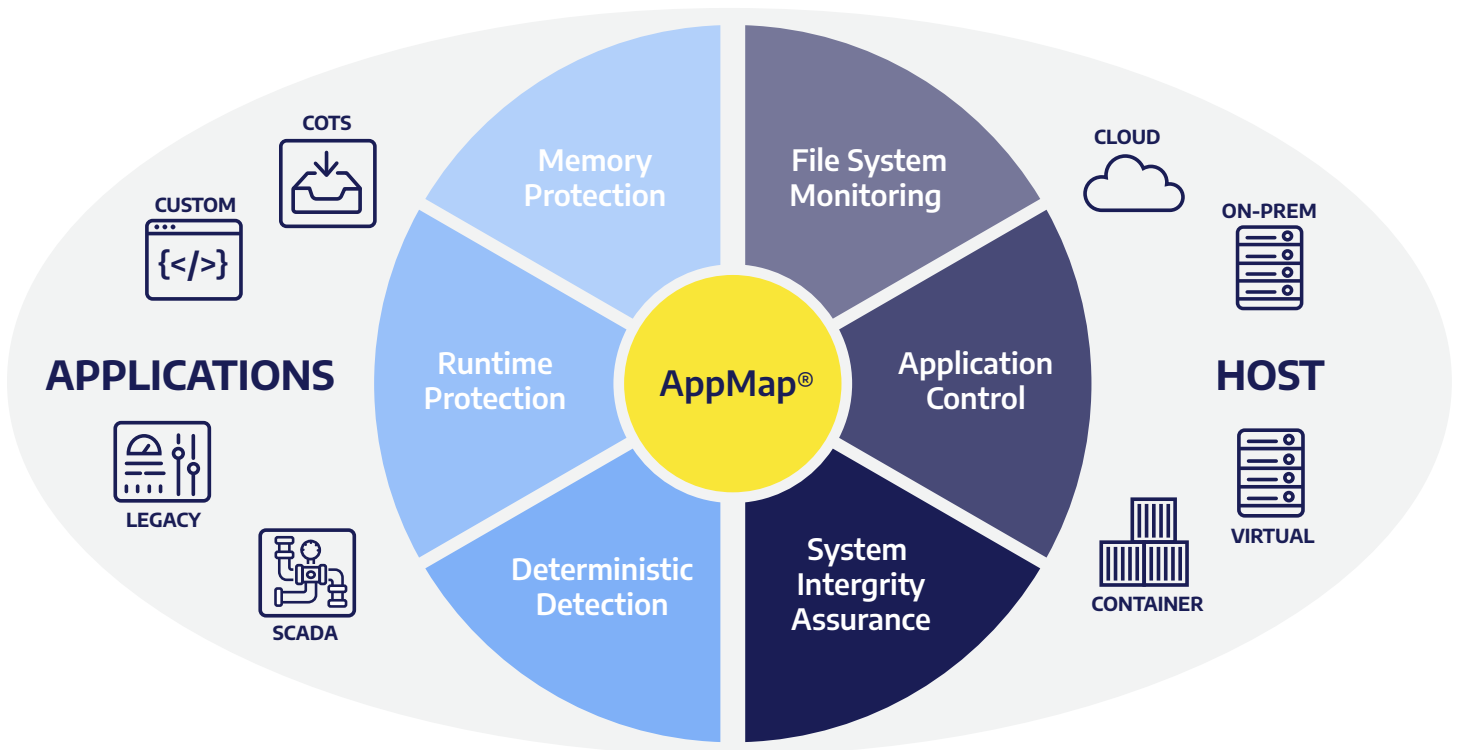 COTS
CUSTOM
{</>}
APPLICATIONS
LEGACY
SCADA
Memory
Protection
Runtime
Protection
Deterministic
Detection
AppMap®
File System
Monitoring
Application
Control
System
Intergrity
Assurance
CLOUD
ON-PREM
HOST
VIRTUAL
CONTAINER